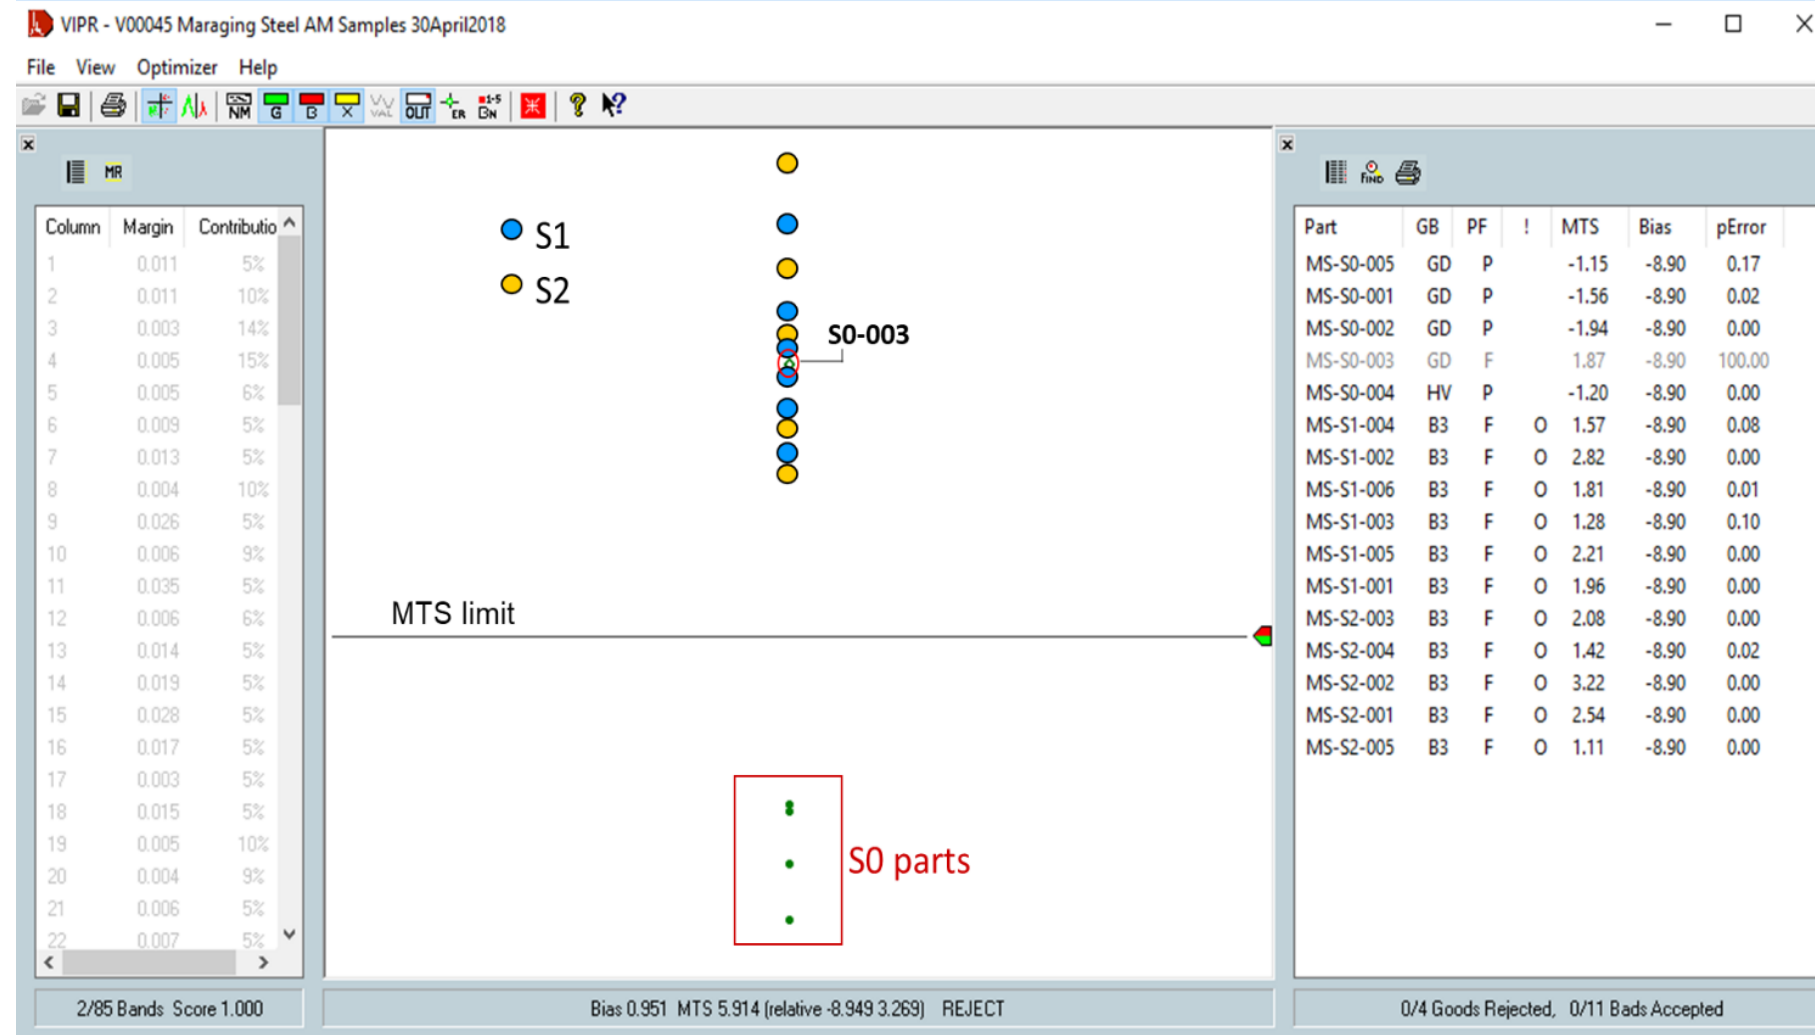 VIPR - V00045 Maraging Steel AM Samples 30April2018
File View Optimizer Help
NM G B X VAL OUT ER 1-5 BN ? ?
MR
Column Margin Contributio
1 0.011 5%
2 0.011 10%
3 0.003 14%
4 0.005 15%
5 0.005 6%
6 0.009 5%
7 0.013 5%
8 0.004 10%
9 0.026 5%
10 0.006 9%
11 0.035 5%
12 0.006 6%
13 0.014 5%
14 0.019 5%
15 0.028 5%
16 0.017 5%
17 0.003 5%
18 0.015 5%
19 0.005 10%
20 0.004 9%
21 0.006 5%
22 0.007 5%
2/85 Bands Score 1.000
S1
S2
S0-003
MTS limit
S0 parts
Bias 0.951 MTS 5.914 (relative -8.949 3.269) REJECT
FIND
Part GB PF ! MTS Bias pError
MS-S0-005 GD P -1.15 -8.90 0.17
MS-S0-001 GD P -1.56 -8.90 0.02
MS-S0-002 GD P -1.94 -8.90 0.00
MS-S0-003 GD F 1.87 -8.90 100.00
MS-S0-004 HV P -1.20 -8.90 0.00
MS-S1-004 B3 F O 1.57 -8.90 0.08
MS-S1-002 B3 F O 2.82 -8.90 0.00
MS-S1-006 B3 F O 1.81 -8.90 0.01
MS-S1-003 B3 F O 1.28 -8.90 0.10
MS-S1-005 B3 F O 2.21 -8.90 0.00
MS-S1-001 B3 F O 1.96 -8.90 0.00
MS-S2-003 B3 F O 2.08 -8.90 0.00
MS-S2-004 B3 F O 1.42 -8.90 0.02
MS-S2-002 B3 F O 3.22 -8.90 0.00
MS-S2-001 B3 F O 2.54 -8.90 0.00
MS-S2-005 B3 F O 1.11 -8.90 0.00
0/4 Goods Rejected, 0/11 Bads Accepted